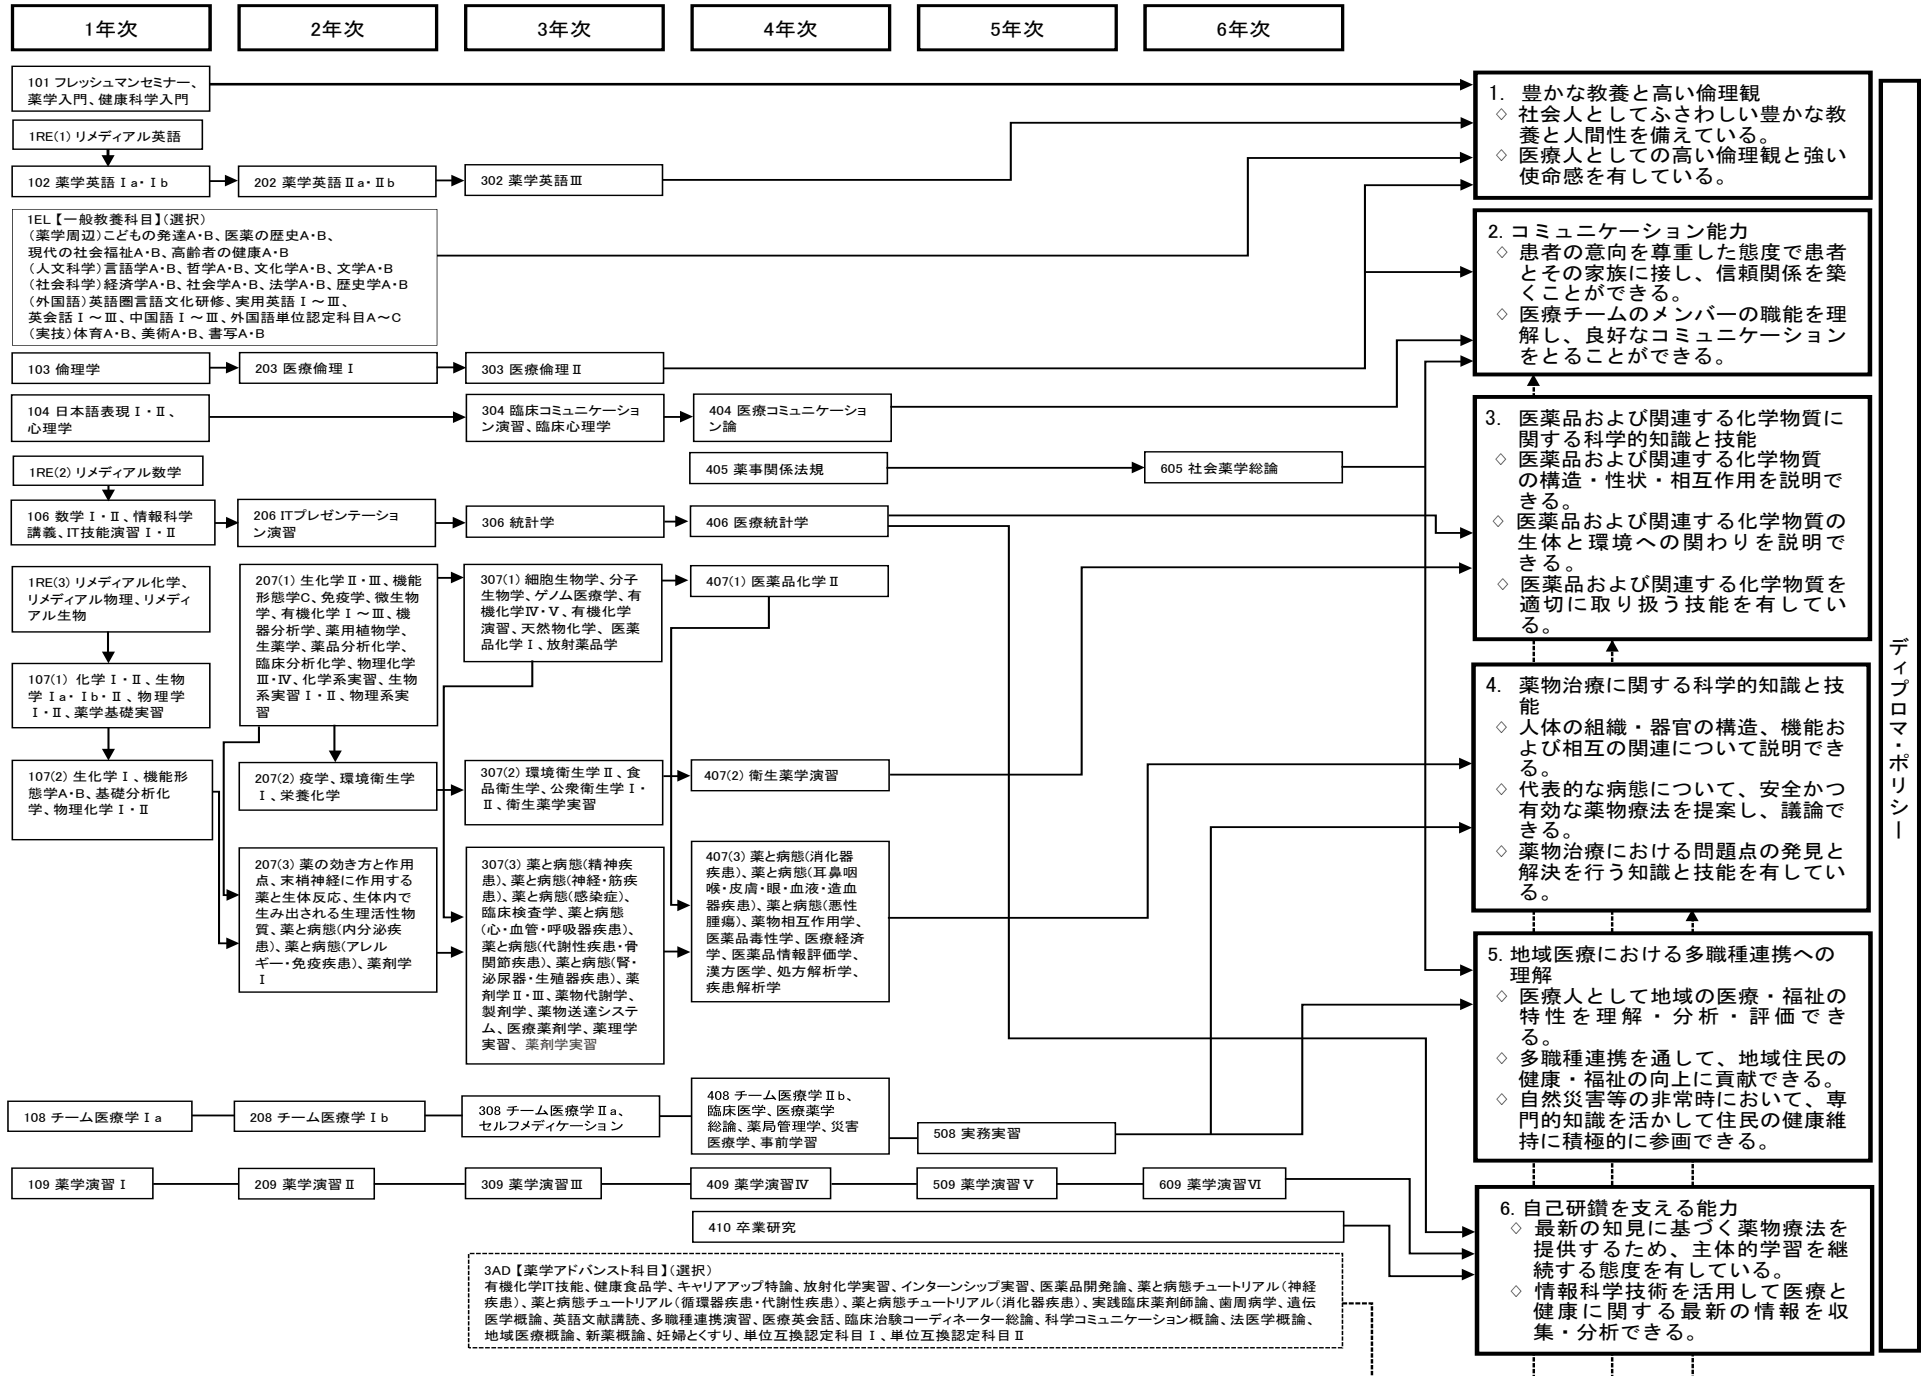 1年次
2年次
3年次
4年次
5年次
6年次
101 フレッシュマンセミナー、
薬学入門、健康科学入門
1RE(1) リメディアル英語
102 薬学英語Ⅰa・Ⅰb
202 薬学英語Ⅱa・Ⅱb
302 薬学英語Ⅲ
1EL【一般教養科目】(選択)
(薬学周辺)こどもの発達A・B、医薬の歴史A・B、
現代の社会福祉A・B、高齢者の健康A・B
(人文科学)言語学A・B、哲学A・B、文化学A・B、文学A・B
(社会科学)経済学A・B、社会学A・B、法学A・B、歴史学A・B
(外国語)英語圏言語文化研修、実用英語Ⅰ～Ⅲ、
英会話Ⅰ～Ⅲ、中国語Ⅰ～Ⅲ、外国語単位認定科目A～C
(実技)体育A・B、美術A・B、書写A・B
103 倫理学
203 医療倫理Ⅰ
303 医療倫理Ⅱ
104 日本語表現Ⅰ・Ⅱ、
心理学
304 臨床コミュニケーショ
ン演習、臨床心理学
404 医療コミュニケーショ
ン論
405 薬事関係法規
605 社会薬学総論
1RE(2) リメディアル数学
106 数学Ⅰ・Ⅱ、情報科学
講義、IT技能演習Ⅰ・Ⅱ
206 ITプレゼンテーショ
ン演習
306 統計学
406 医療統計学
1RE(3) リメディアル化学、
リメディアル物理、リメディ
アル生物
107(1) 化学Ⅰ・Ⅱ、生物
学Ⅰa・Ⅰb・Ⅱ、物理学
Ⅰ・Ⅱ、薬学基礎実習
107(2) 生化学Ⅰ、機能形
態学A・B、基礎分析化
学、物理化学Ⅰ・Ⅱ
207(1) 生化学Ⅱ・Ⅲ、機能
形態学C、免疫学、微生物
学、有機化学Ⅰ～Ⅲ、機
器分析学、薬用植物学、
生薬学、薬品分析化学、
臨床分析化学、物理化学
Ⅲ・Ⅳ、化学系実習、生物
系実習Ⅰ・Ⅱ、物理系実
習
207(2) 疫学、環境衛生学
Ⅰ、栄養化学
207(3) 薬の効き方と作用
点、末梢神経に作用する
薬と生体反応、生体内で
生み出される生理活性物
質、薬と病態(内分泌疾
患)、薬と病態(アレル
ギー・免疫疾患)、薬剤学
Ⅰ
307(1) 細胞生物学、分子
生物学、ゲノム医療学、有
機化学Ⅳ・Ⅴ、有機化学
演習、天然物化学、医薬
品化学Ⅰ、放射薬品学
307(2) 環境衛生学Ⅱ、食
品衛生学、公衆衛生学Ⅰ・
Ⅱ、衛生薬学実習
307(3) 薬と病態(精神疾
患)、薬と病態(神経・筋疾
患)、薬と病態(感染症)、
臨床検査学、薬と病態
(心・血管・呼吸器疾患)、
薬と病態(代謝性疾患・骨
関節疾患)、薬と病態(腎・
泌尿器・生殖器疾患)、薬
剤学Ⅱ・Ⅲ、薬物代謝学、
製剤学、薬物送達システ
ム、医療薬剤学、薬理学
実習、薬剤学実習
407(1) 医薬品化学Ⅱ
407(2) 衛生薬学演習
407(3) 薬と病態(消化器
疾患)、薬と病態(耳鼻咽
喉・皮膚・眼・血液・造血
器疾患)、薬と病態(悪性
腫瘍)、薬物相互作用学、
医薬品毒性学、医療経済
学、医薬品情報評価学、
漢方医学、処方解析学、
疾患解析学
108 チーム医療学Ⅰa
208 チーム医療学Ⅰb
308 チーム医療学Ⅱa、
セルフメディケーション
408 チーム医療学Ⅱb、
臨床医学、医療薬学
総論、薬局管理学、災害
医療学、事前学習
508 実務実習
109 薬学演習Ⅰ
209 薬学演習Ⅱ
309 薬学演習Ⅲ
409 薬学演習Ⅳ
509 薬学演習Ⅴ
609 薬学演習Ⅵ
410 卒業研究
3AD【薬学アドバンスト科目】(選択)
有機化学IT技能、健康食品学、キャリアアップ特論、放射化学実習、インターンシップ実習、医薬品開発論、薬と病態チュートリアル(神経
疾患)、薬と病態チュートリアル(循環器疾患・代謝性疾患)、薬と病態チュートリアル(消化器疾患)、実践臨床薬剤師論、歯周病学、遺伝
医学概論、英語文献講読、多職種連携演習、医療英会話、臨床治験コーディネーター総論、科学コミュニケーション概論、法医学概論、
地域医療概論、新薬概論、妊婦とくすり、単位互換認定科目Ⅰ、単位互換認定科目Ⅱ
1. 豊かな教養と高い倫理観
◇ 社会人としてふさわしい豊かな教
養と人間性を備えている。
◇ 医療人としての高い倫理観と強い
使命感を有している。
2. コミュニケーション能力
◇ 患者の意向を尊重した態度で患者
とその家族に接し、信頼関係を築
くことができる。
◇ 医療チームのメンバーの職能を理
解し、良好なコミュニケーション
をとることができる。
3. 医薬品および関連する化学物質に
関する科学的知識と技能
◇ 医薬品および関連する化学物質
の構造・性状・相互作用を説明で
きる。
◇ 医薬品および関連する化学物質の
生体と環境への関わりを説明で
きる。
◇ 医薬品および関連する化学物質を
適切に取り扱う技能を有してい
る。
4. 薬物治療に関する科学的知識と技
能
◇ 人体の組織・器官の構造、機能お
よび相互の関連について説明でき
る。
◇ 代表的な病態について、安全かつ
有効な薬物療法を提案し、議論で
きる。
◇ 薬物治療における問題点の発見と
解決を行う知識と技能を有してい
る。
5. 地域医療における多職種連携への
理解
◇ 医療人として地域の医療・福祉の
特性を理解・分析・評価でき
る。
◇ 多職種連携を通して、地域住民の
健康・福祉の向上に貢献できる。
◇ 自然災害等の非常時において、専
門的知識を活かして住民の健康維
持に積極的に参画できる。
6. 自己研鑽を支える能力
◇ 最新の知見に基づく薬物療法を
提供するため、主体的学習を継
続する態度を有している。
◇ 情報科学技術を活用して医療と
健康に関する最新の情報を収
集・分析できる。
ディプロマ・ポリシー